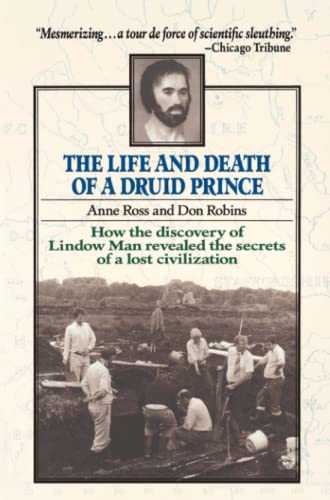 "Mesmerizing...a tour de force of scientific sleuthing."
–Chicago Tribune
THE LIFE AND DEATH
OF A DRUID PRINCE
Anne Ross and Don Robins
How the discovery of
Lindow Man revealed the secrets
of a lost civilization